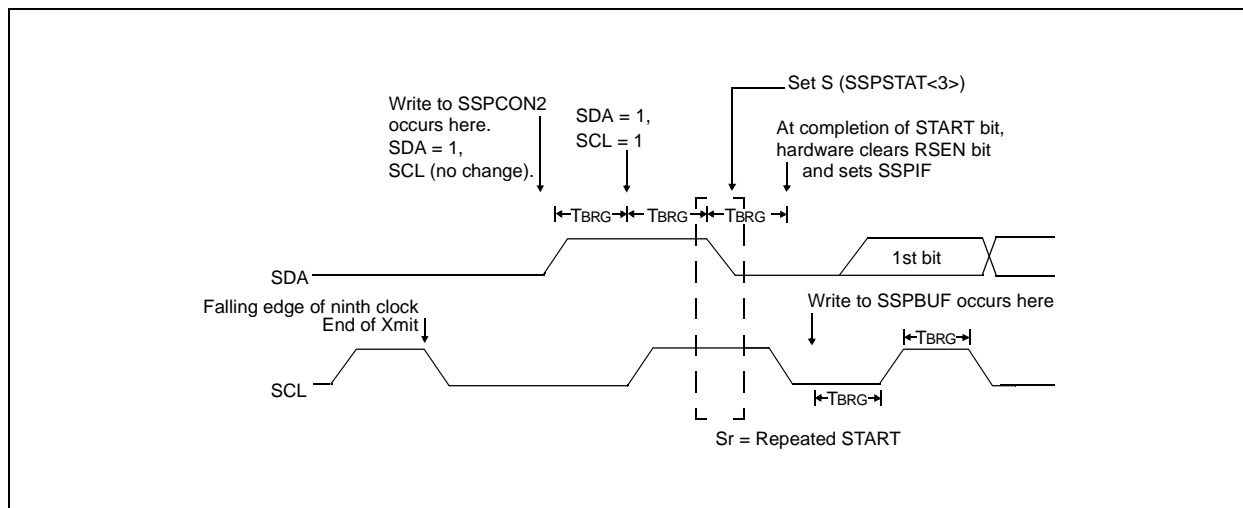 Set S (SSPSTAT<3>)
Write to SSPCON2
occurs here.
SDA = 1,
SCL (no change).
SDA = 1,
SCL = 1
At completion of START bit,
hardware clears RSEN bit
and sets SSPIF
TBRG
TBRG
TBRG
SDA
1st bit
Falling edge of ninth clock
End of Xmit
Write to SSPBUF occurs here
TBRG
SCL
TBRG
Sr = Repeated START